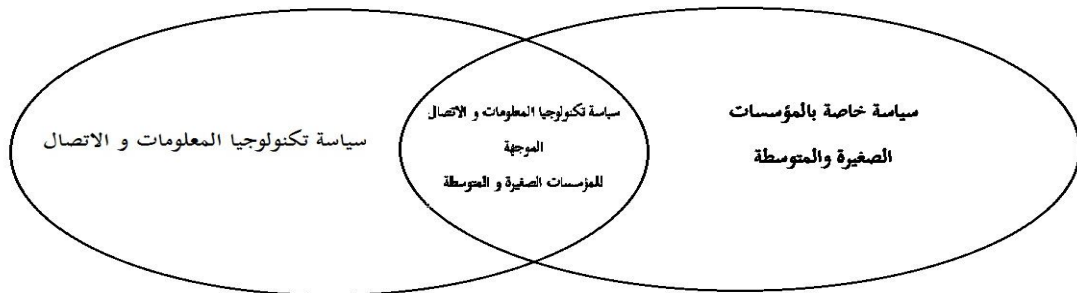 سياسة خاصة بالمؤسسات
الصغيرة والمتوسطة
سياسة تكنولوجيا المعلومات و الاتصال
الموجهة
للمؤسسات الصغيرة و المتوسطة
سياسة تكنولوجيا المعلومات و الاتصال